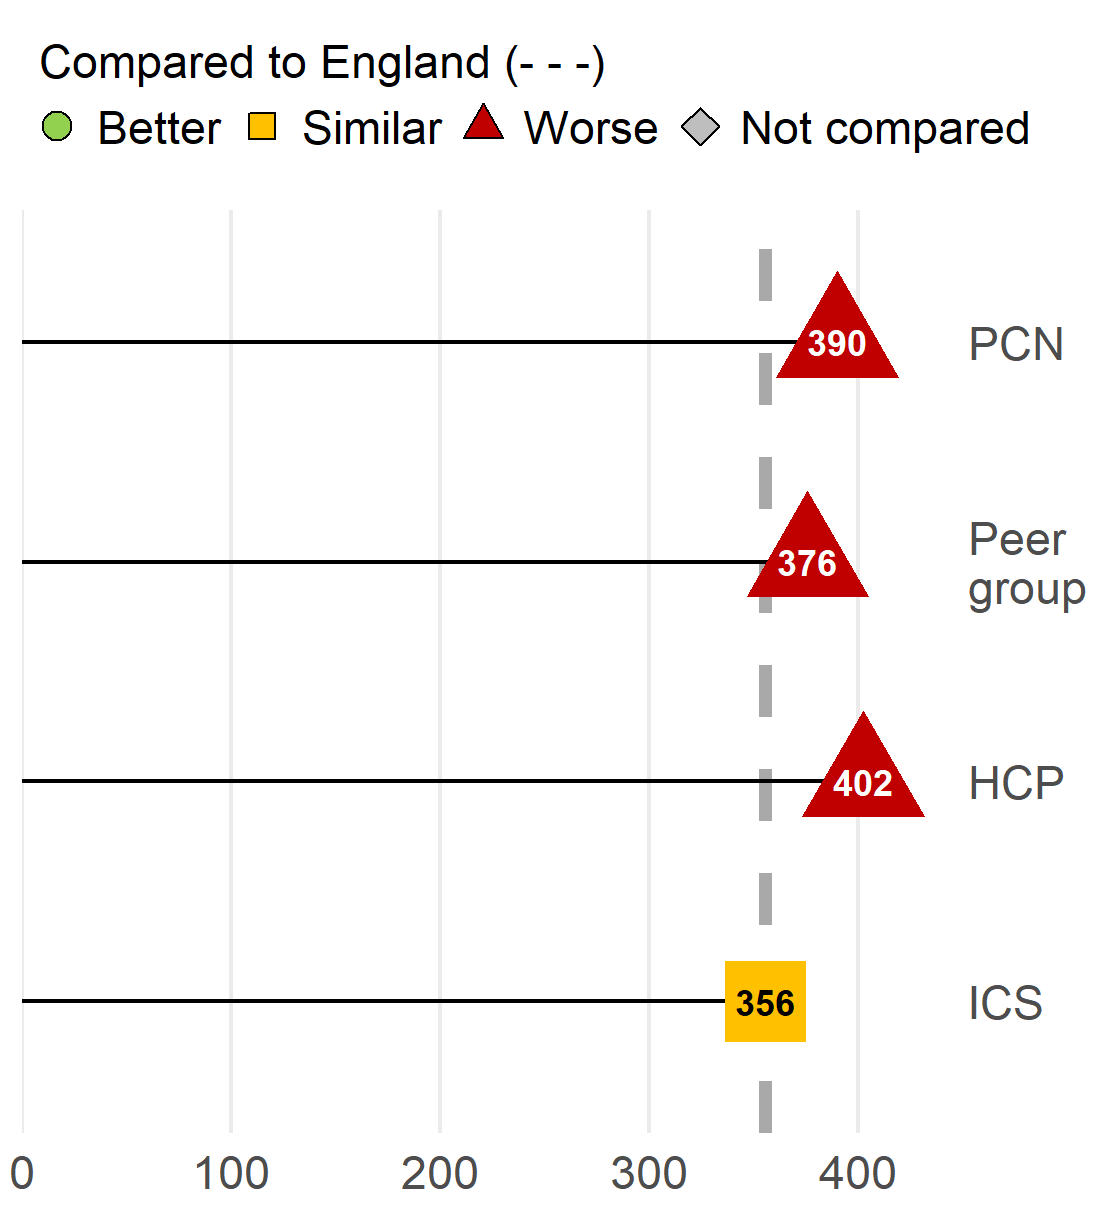 Compared to England (- - -)
Better Similar Worse Not compared
390 PCN
376 Peer
group
402 HCP
356 ICS
0 100 200 300 400